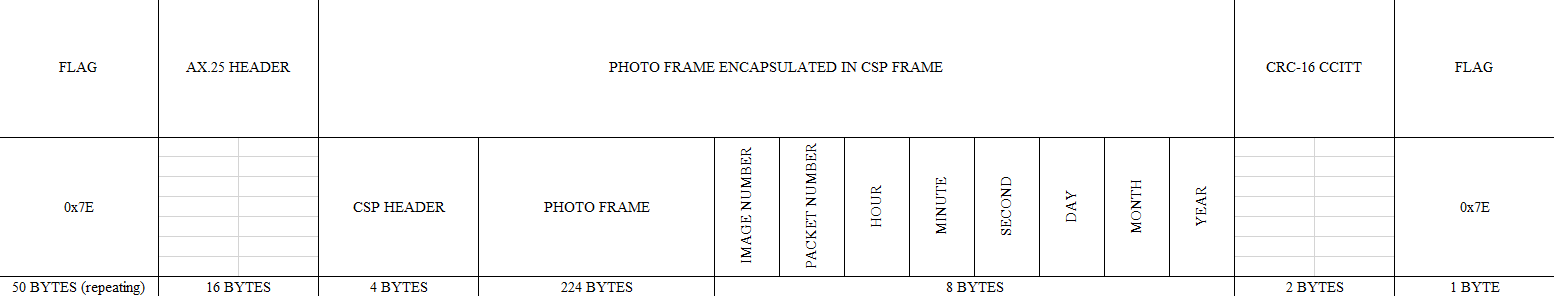 FLAG
AX.25 HEADER
PHOTO FRAME ENCAPSULATED IN CSP FRAME
CRC-16 CCITT
FLAG
0x7E
CSP HEADER
PHOTO FRAME
IMAGE NUMBER
PACKET NUMBER
HOUR
MINUTE
SECOND
DAY
MONTH
YEAR
0x7E
50 BYTES (repeating)
16 BYTES
4 BYTES
224 BYTES
8 BYTES
2 BYTES
1 BYTE